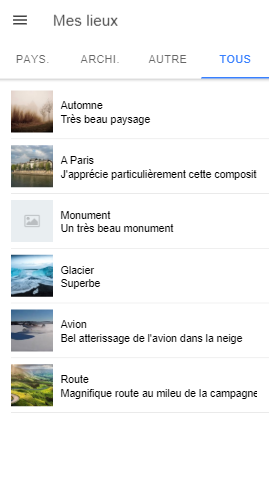 Mes lieux
PAYS. ARCHI. AUTRE TOUS
Automne
Très beau paysage
A Paris
J'apprécie particulièrement cette composit
Monument
Un très beau monument
Glacier
Superbe
Avion
Bel atterissage de l'avion dans la neige
Route
Magnifique route au mileu de la campagne